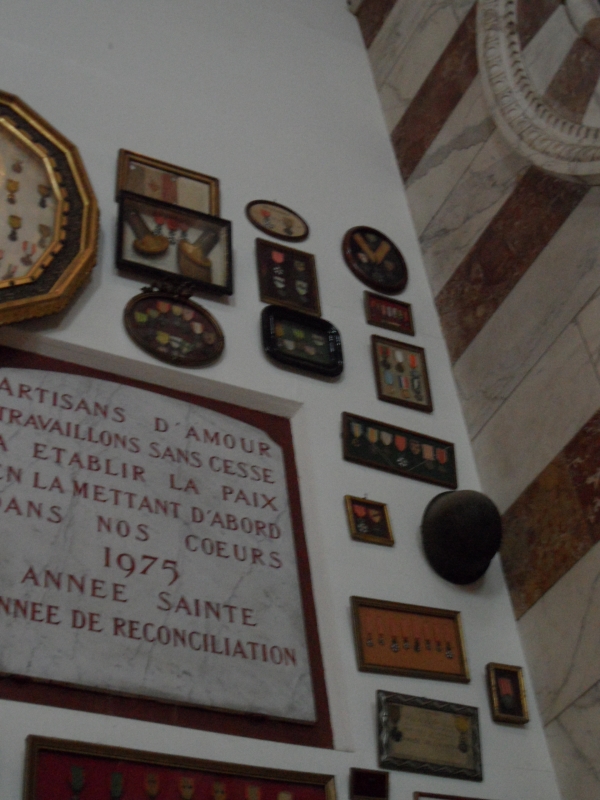 ARTISANS D'AMOUR
TRAVAILLONS SANS CESSE
A ETABLIR LA PAIX
EN LA METTANT D'ABORD
DANS NOS COEURS
1975
ANNEE SAINTE
ANNEE DE RECONCILIATION